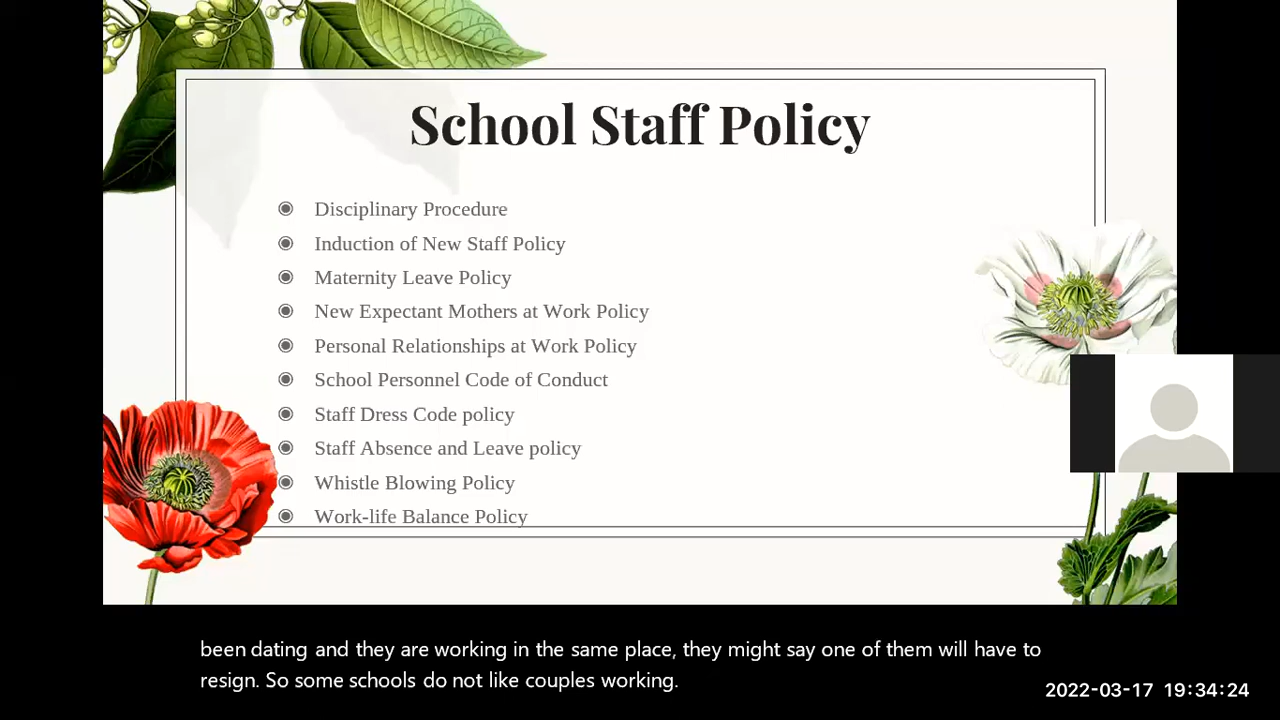 School Staff Policy
Disciplinary Procedure
Induction of New Staff Policy
Maternity Leave Policy
New Expectant Mothers at Work Policy
Personal Relationships at Work Policy
School Personnel Code of Conduct
Staff Dress Code policy
Staff Absence and Leave policy
Whistle Blowing Policy
Work-life Balance Policy
been dating and they are working in the same place, they might say one of them will have to
resign. So some schools do not like couples working.
2022-03-17 19:34:24